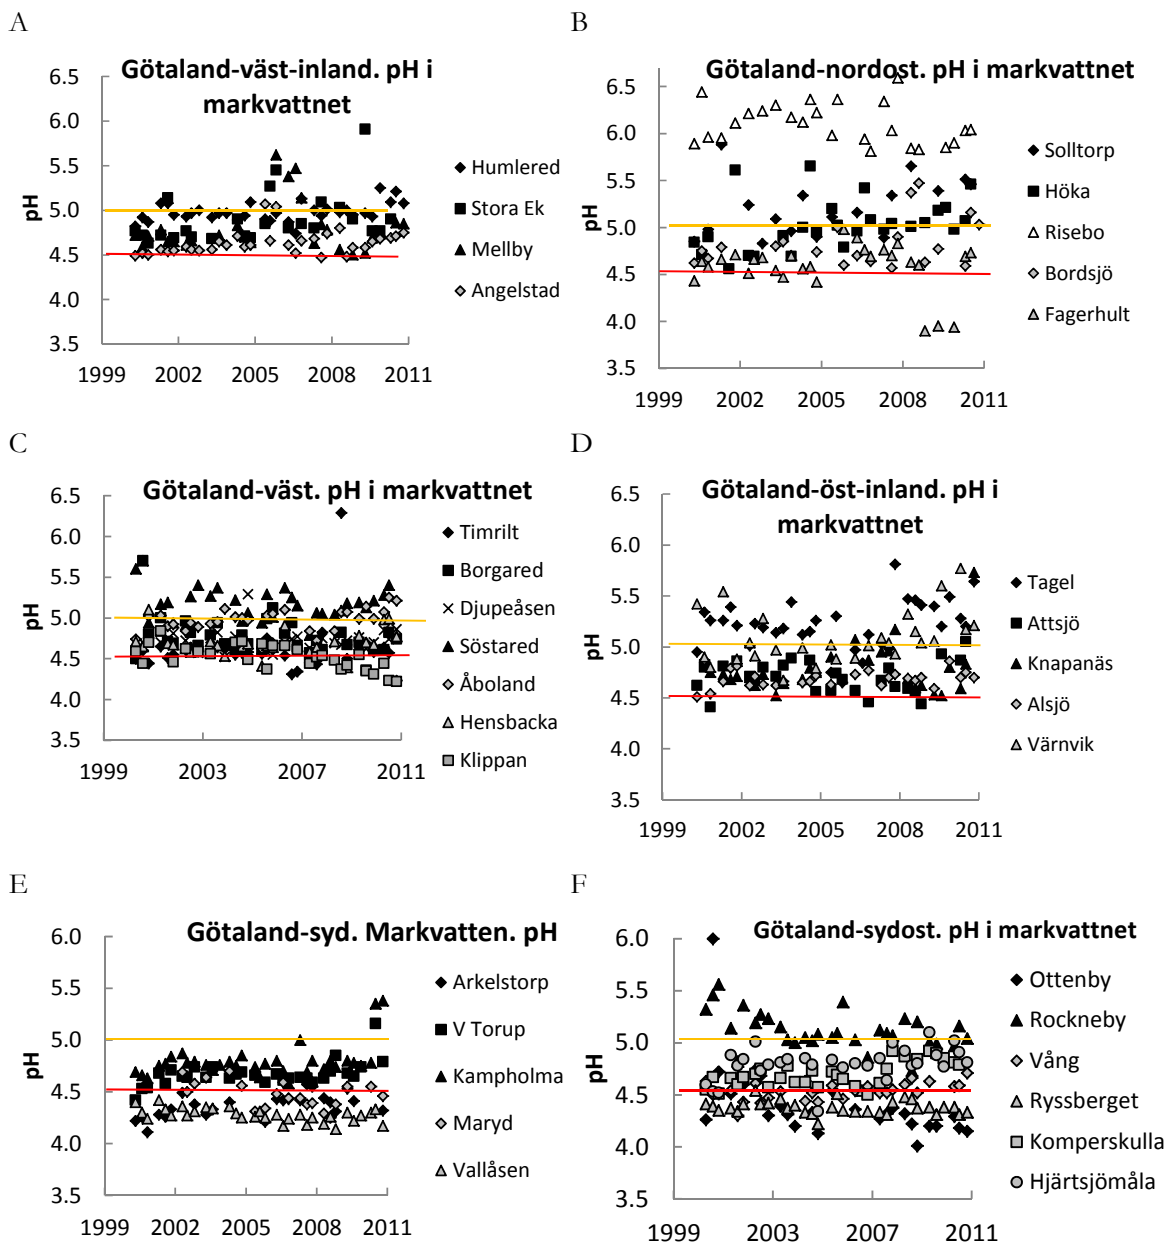 A
Götaland-väst-inland. pH i
markvattnet
6.5
6.0
5.5
5.0
4.5
4.0
3.5
pH
1999 2002 2005 2008 2011
Humlered
Stora Ek
Mellby
Angelstad
B
Götaland-nordost. pH i markvattnet
6.5
6.0
5.5
5.0
4.5
4.0
3.5
pH
1999 2002 2005 2008 2011
Solltorp
Höka
Risebo
Bordsjö
Fagerhult
C
Götaland-väst. pH i markvattnet
6.5
6.0
5.5
5.0
4.5
4.0
3.5
pH
1999 2003 2007 2011
Timrilt
Borgared
Djupeåsen
Söstared
Åboland
Hensbacka
Klippan
D
Götaland-öst-inland. pH i
markvattnet
6.5
6.0
5.5
5.0
4.5
4.0
3.5
pH
1999 2002 2005 2008 2011
Tagel
Attsjö
Knapanäs
Alsjö
Värnvik
E
Götaland-syd. Markvatten. pH
6.0
5.5
5.0
4.5
4.0
3.5
pH
1999 2003 2007 2011
Arkelstorp
V Torup
Kampholma
Maryd
Vallåsen
F
Götaland-sydost. pH i markvattnet
6.0
5.5
5.0
4.5
4.0
3.5
pH
1999 2003 2007 2011
Ottenby
Rockneby
Vång
Ryssberget
Komperskulla
Hjärtsjömåla